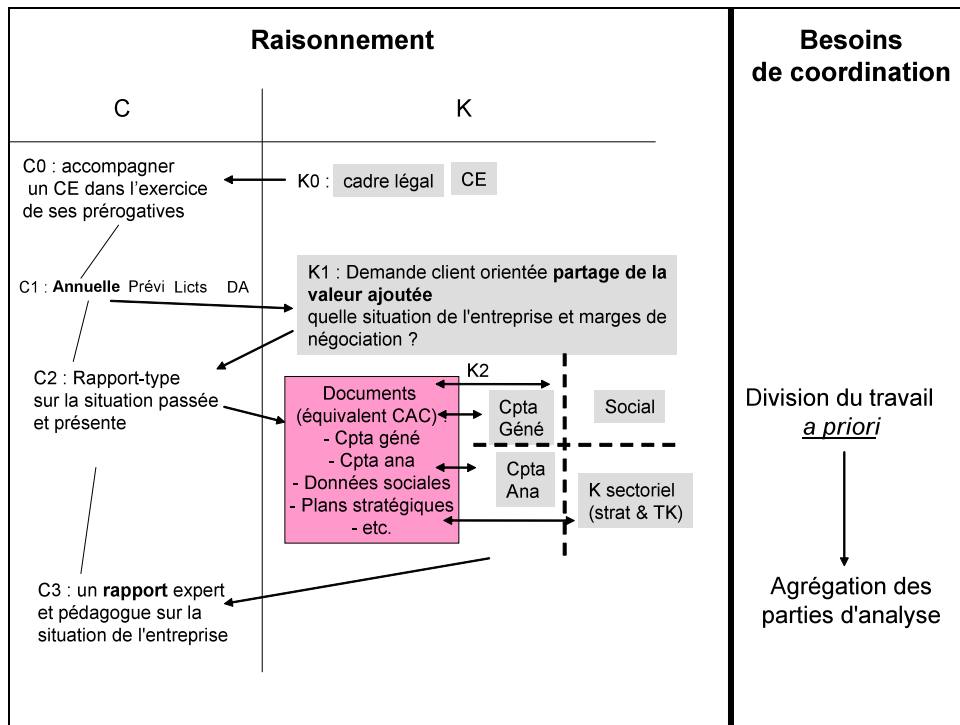 Raisonnement
Besoins
de coordination
C
K
C0 : accompagner
un CE dans l'exercice
de ses prérogatives
K0 :
cadre légal
CE
C1 : Annuelle Prévi Licts DA
K1 : Demande client orientée partage de la
valeur ajoutée
quelle situation de l'entreprise et marges de
négociation ?
C2 : Rapport-type
sur la situation passée
et présente
K2
Documents
(équivalent CAC) :
- Cpta géné
- Cpta ana
- Données sociales
- Plans stratégiques
- etc.
Cpta
Géné
Social
Cpta
Ana
K sectoriel
(strat & TK)
Division du travail
a priori
C3 : un rapport expert
et pédagogue sur la
situation de l'entreprise
Agrégation des
parties d'analyse